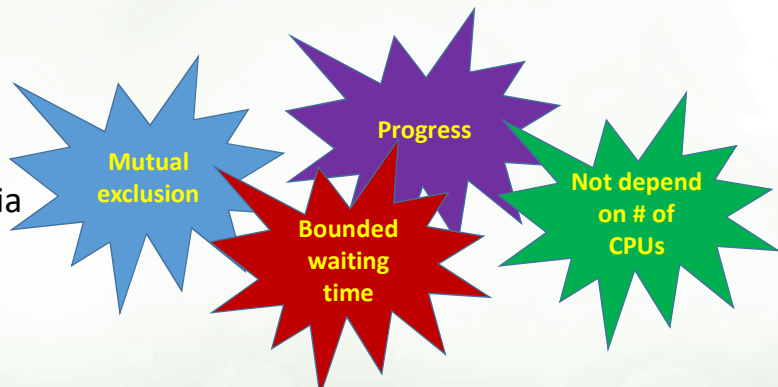 Progress
Mutual
exclusion
Not depend
on # of
CPUs
ia
Bounded
waiting
time